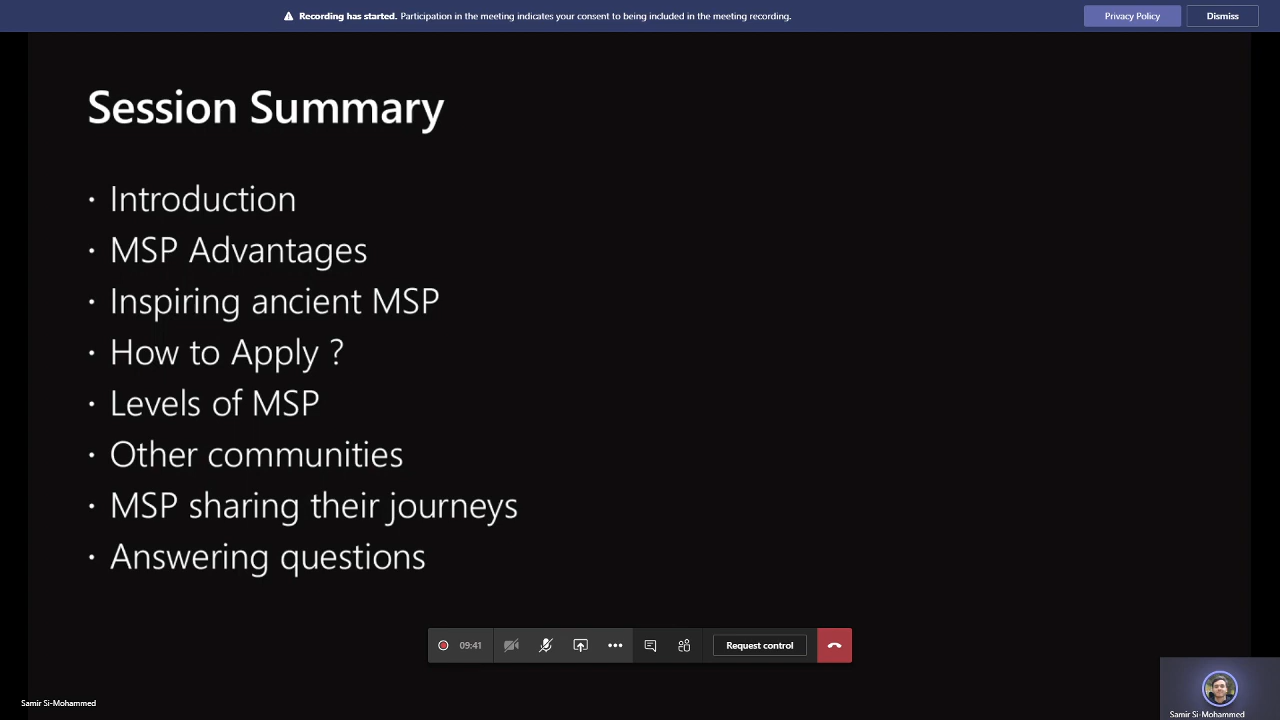 Recording has started. Participation in the meeting indicates your consent to being included in the meeting recording.
Privacy Policy
Dismiss
Session Summary
· Introduction
· MSP Advantages
· Inspiring ancient MSP
· How to Apply ?
· Levels of MSP
· Other communities
· MSP sharing their journeys
· Answering questions
09:41
Request control
Samir Si-Mohammed
Samir Si-Mohammed